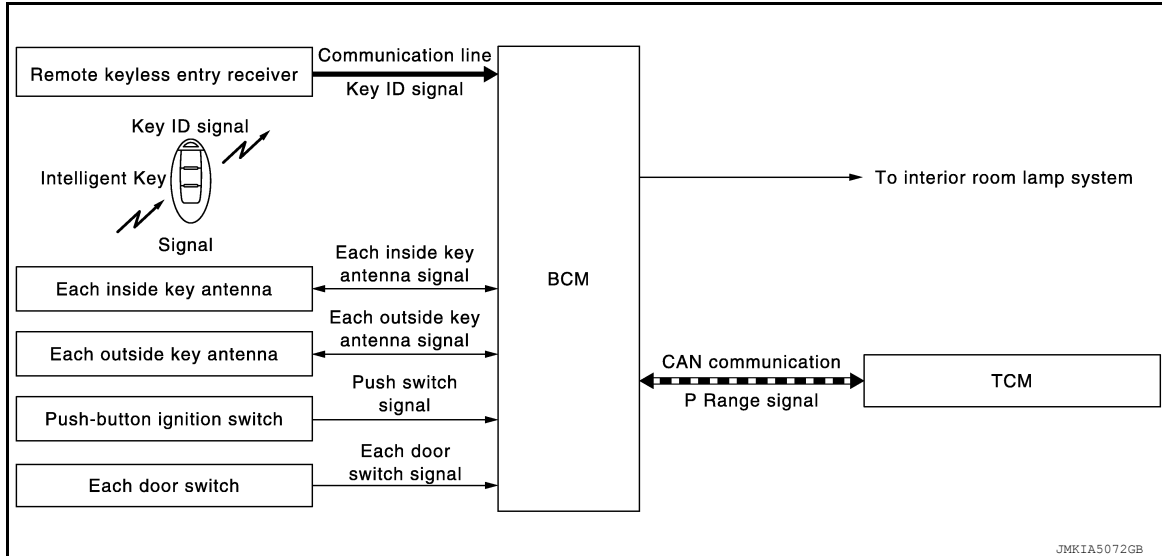 Remote keyless entry receiver
Communication line
Key ID signal
Key ID signal
Intelligent Key
Signal
To interior room lamp system
Each inside key antenna
Each inside key
antenna signal
BCM
Each outside key antenna
Each outside key
antenna signal
Push-button ignition switch
Push switch
signal
Each door switch
Each door
switch signal
CAN communication
P Range signal
TCM
JMKIA5072GB